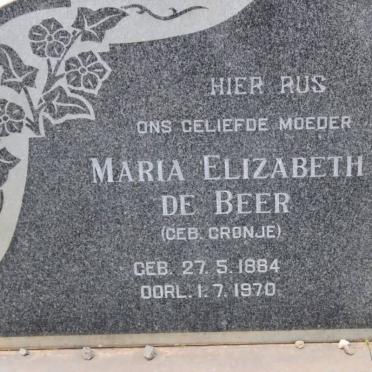 HIER RUS
ONS GELIEFDE MOEDER
MARIA ELIZABETH
DE BEER
(GEB. CRONJE)
GEB. 27. 5. 1884
OORL. 1. 7. 1970